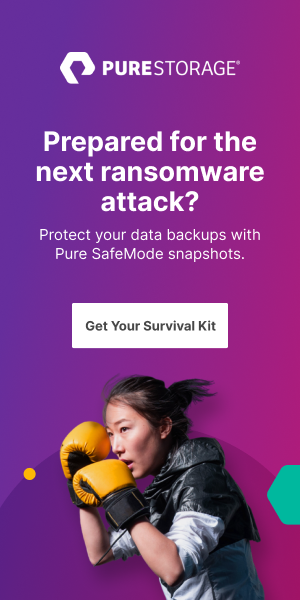 PURESTORAGE®
Prepared for the
next ransomware
attack?
Protect your data backups with
Pure SafeMode snapshots.
Get Your Survival Kit